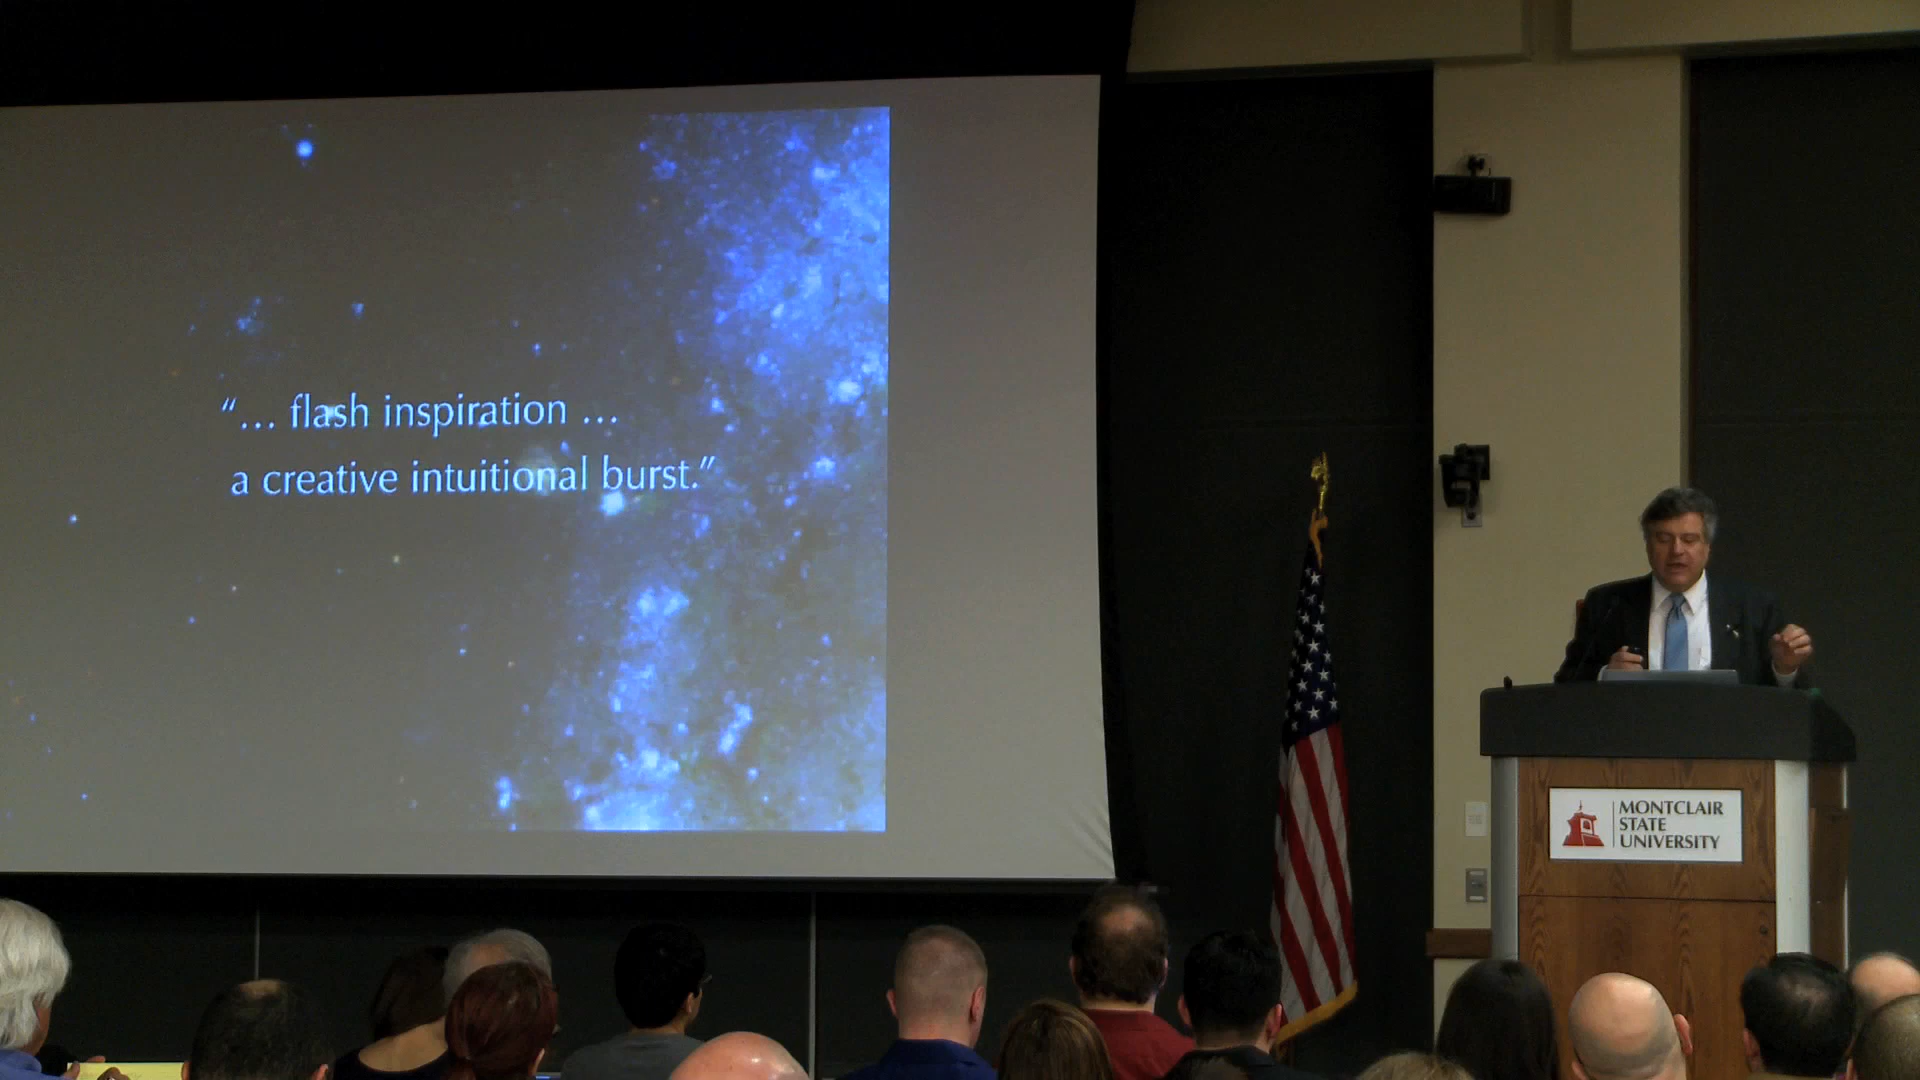 “... flash inspiration ...
a creative intuitional burst.”
MONTCLAIR
STATE
UNIVERSITY